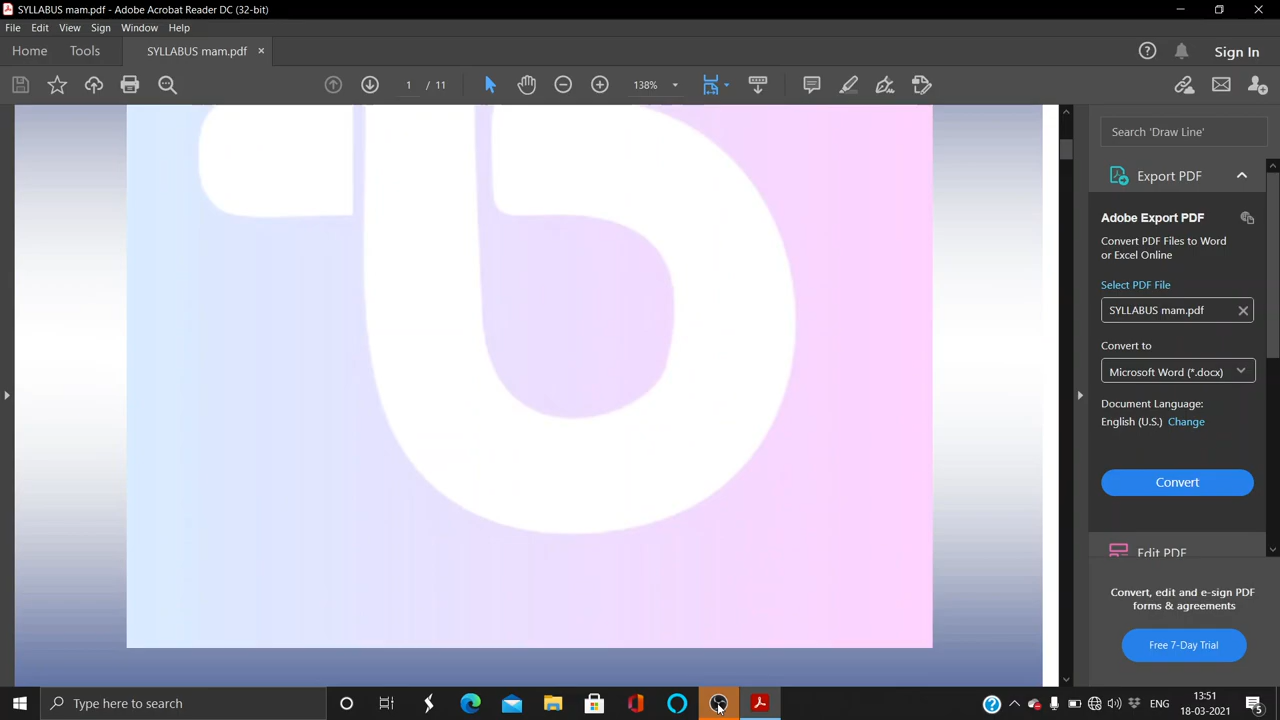 SYLLABUS mam.pdf - Adobe Acrobat Reader DC (32-bit)
File Edit View Sign Window Help
Home Tools SYLLABUS mam.pdf × Sign In
1 / 11 138%
Search 'Draw Line'
Export PDF
Adobe Export PDF
Convert PDF Files to Word
or Excel Online
Select PDF File
SYLLABUS mam.pdf
Convert to
Microsoft Word (*.docx)
Document Language:
English (U.S.) Change
Convert
Edit PDF
Convert, edit and e-sign PDF
forms & agreements
Free 7-Day Trial
Type here to search
13:51
18-03-2021
5